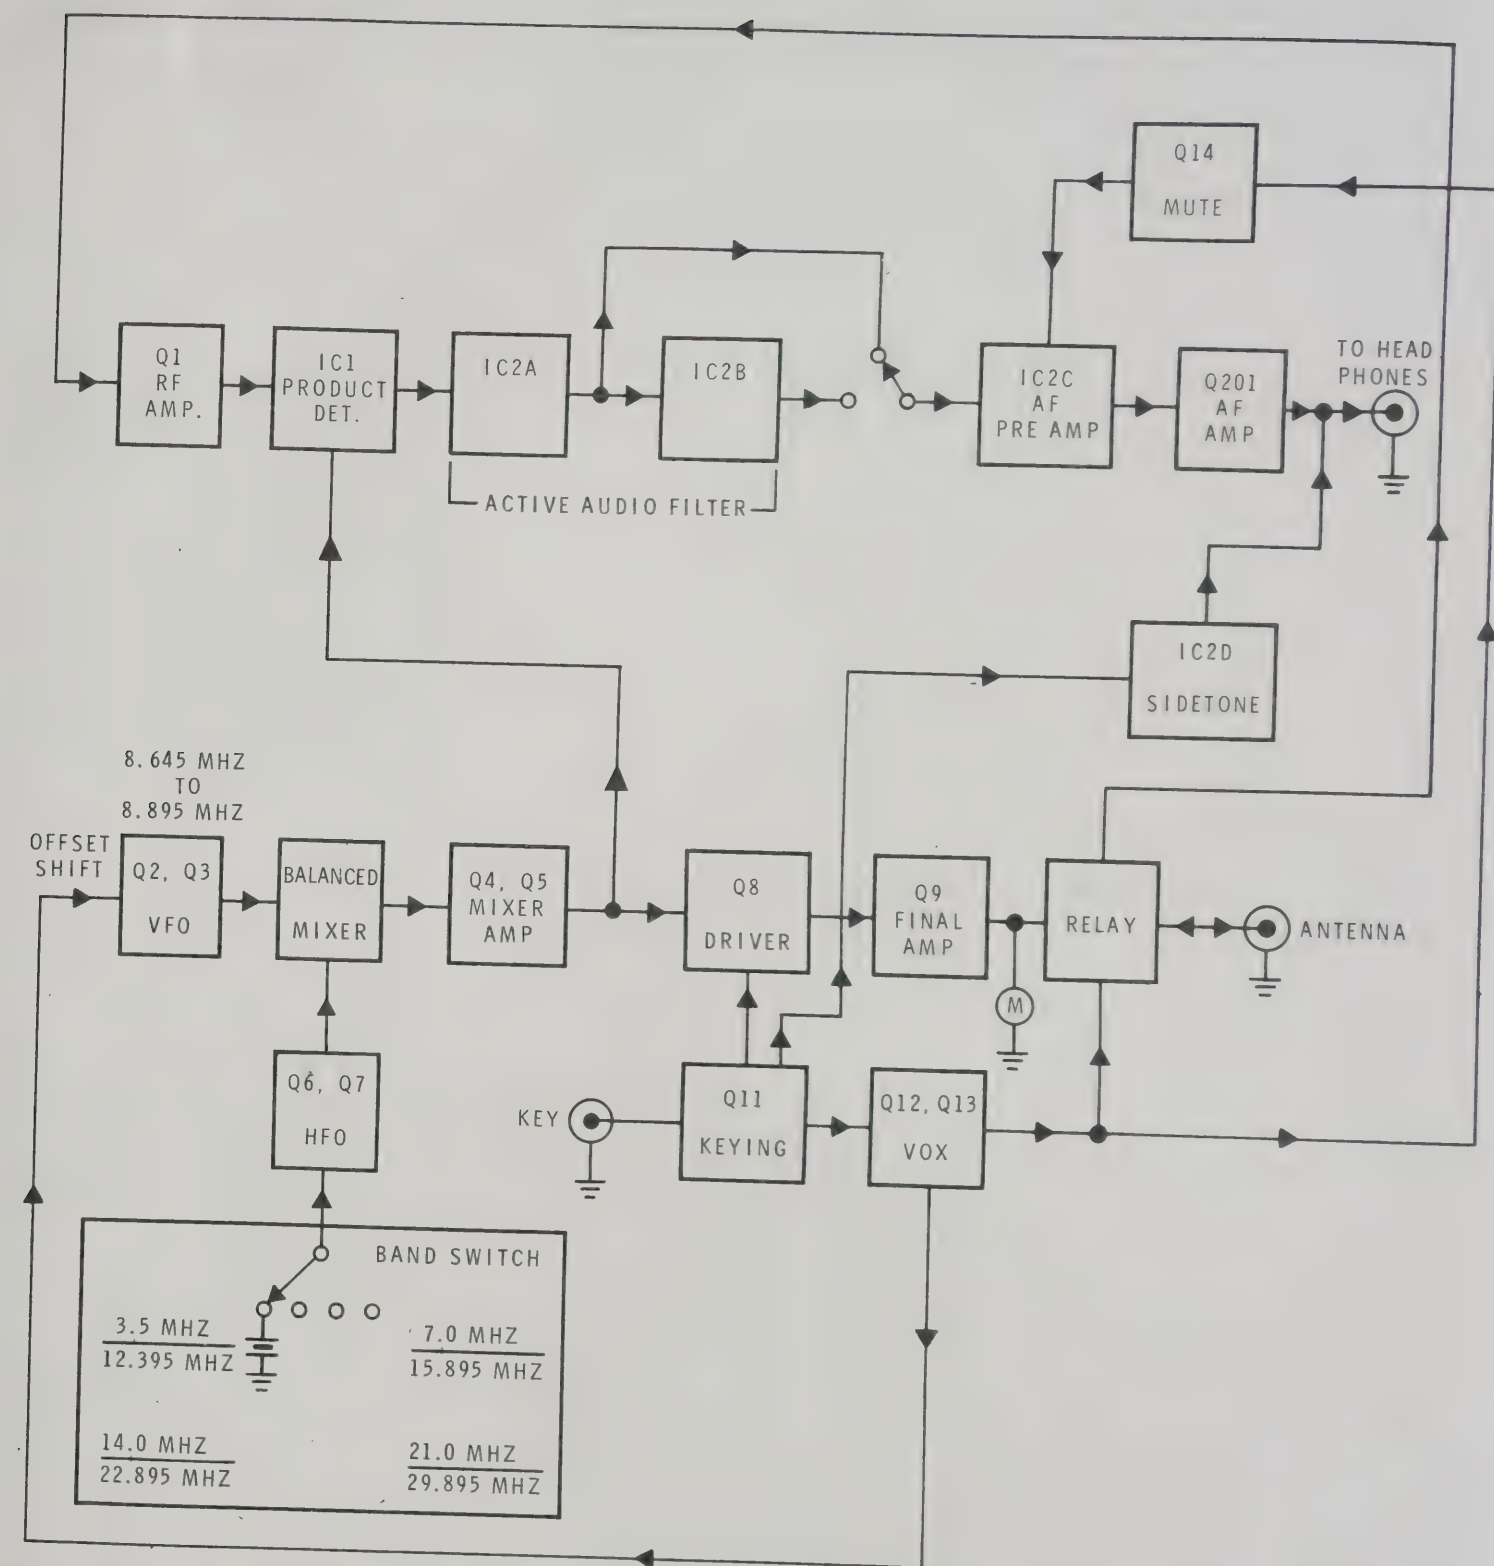 Q14
MUTE
Q1
RF
AMP.
IC1
PRODUCT
DET.
IC2A
IC2B
IC2C
AF
PRE AMP
Q201
AF
AMP
TO HEAD
PHONES
ACTIVE AUDIO FILTER
IC2D
SIDETONE
8.645 MHZ
TO
8.895 MHZ
OFFSET
SHIFT
Q2, Q3
VFO
BALANCED
MIXER
Q4, Q5
MIXER
AMP
Q8
DRIVER
Q9
FINAL
AMP
RELAY
ANTENNA
M
Q6, Q7
HFO
KEY
Q11
KEYING
Q12, Q13
VOX
BAND SWITCH
3.5 MHZ
12.395 MHZ
7.0 MHZ
15.895 MHZ
14.0 MHZ
22.895 MHZ
21.0 MHZ
29.895 MHZ